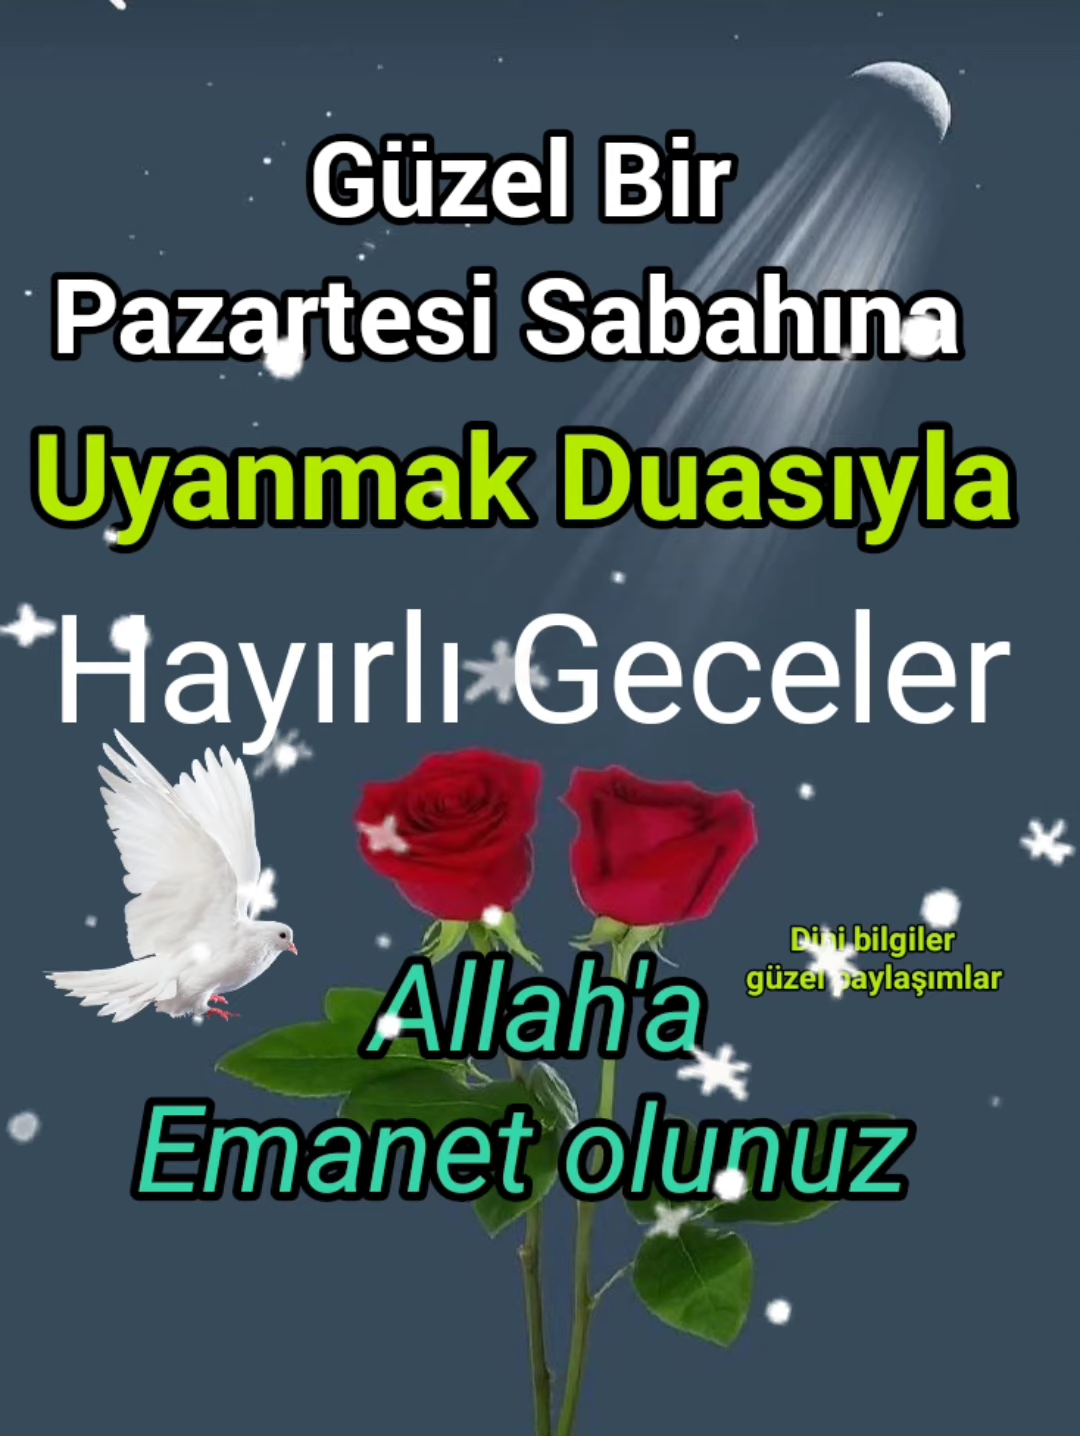 Güzel Bir
Pazartesi Sabahına
Uyanmak Duasıyla
Hayırlı Geceler
Dini bilgiler
güzel paylaşımlar
Allah'a
Emanet olunuz